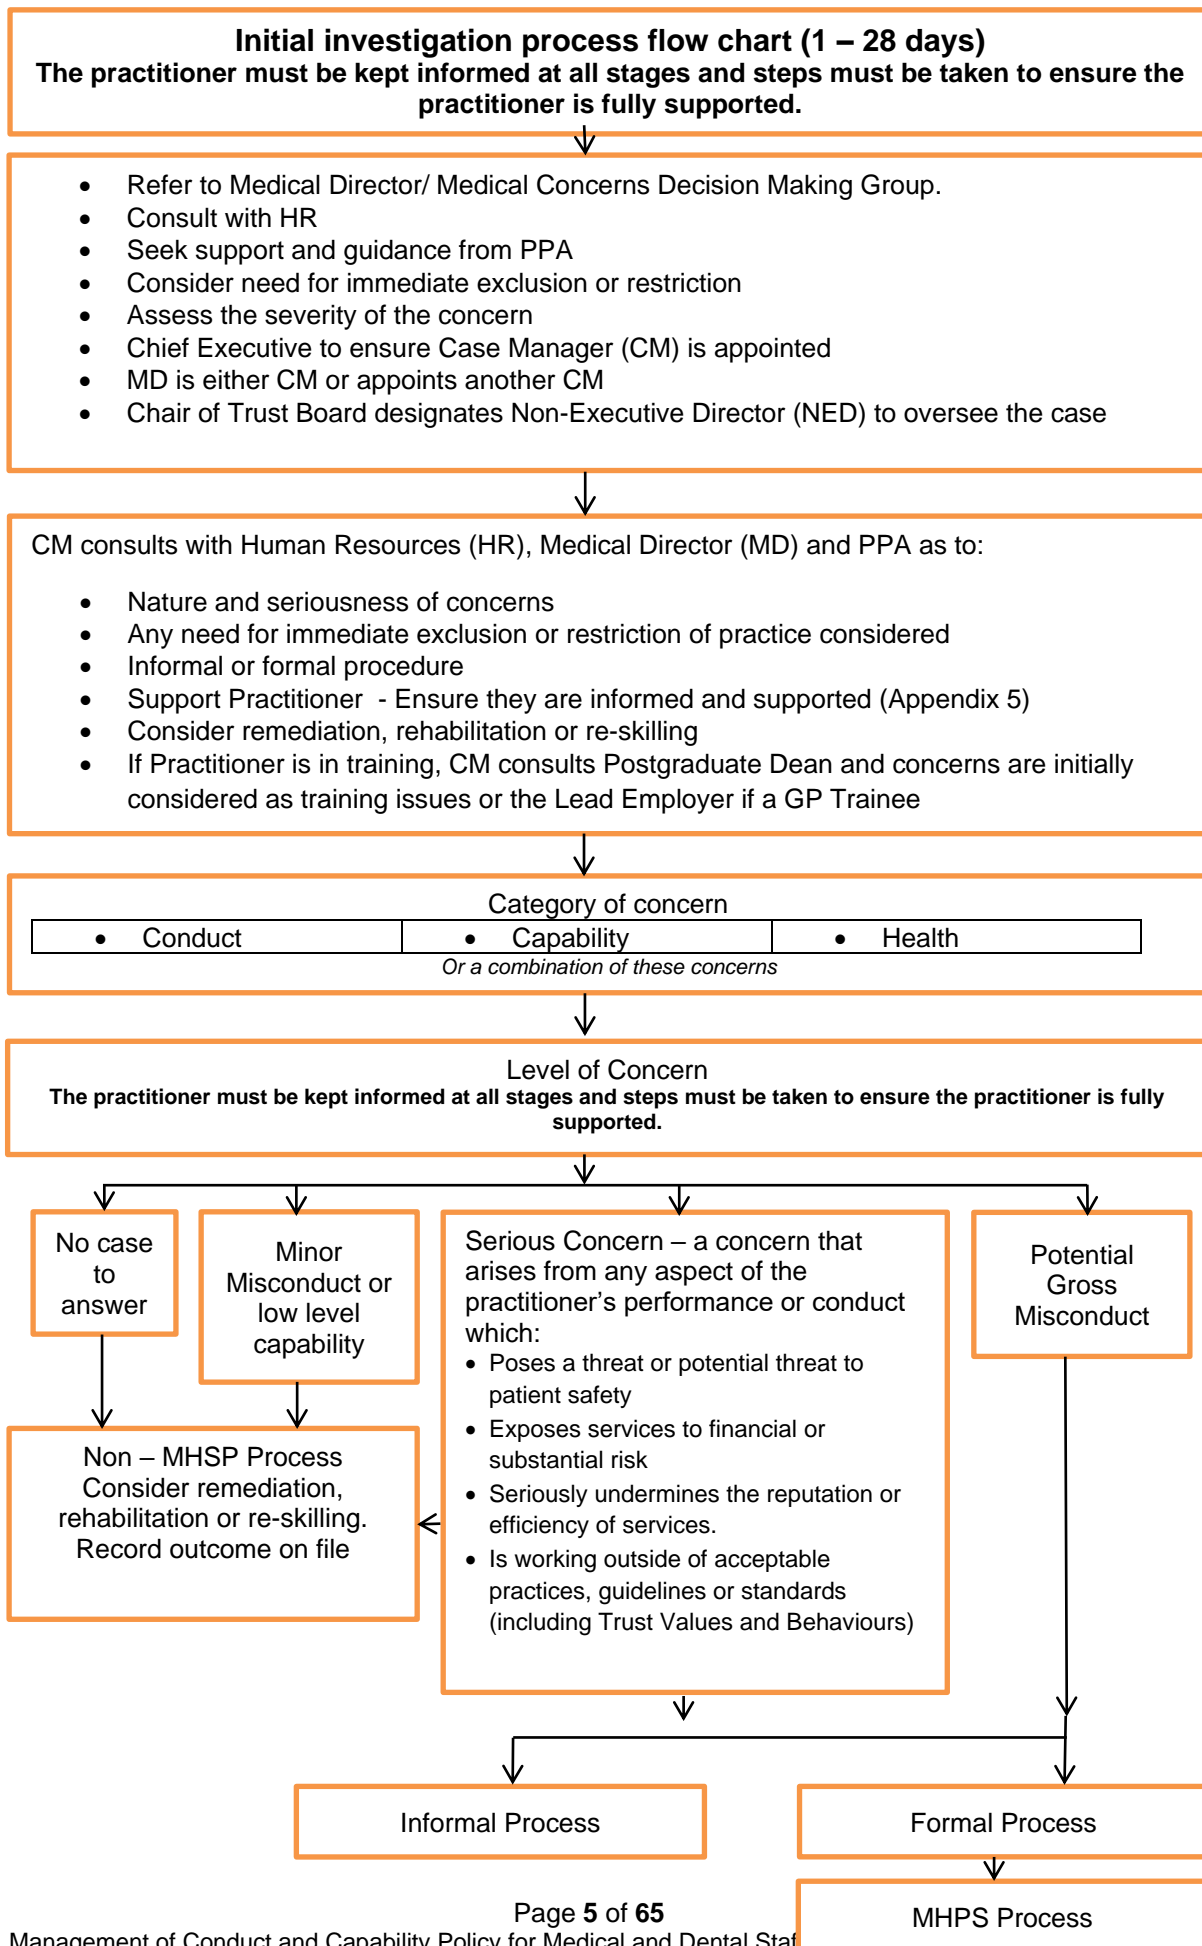 Initial investigation process flow chart (1 – 28 days)
The practitioner must be kept informed at all stages and steps must be taken to ensure the
practitioner is fully supported.
• Refer to Medical Director/ Medical Concerns Decision Making Group.
• Consult with HR
• Seek support and guidance from PPA
• Consider need for immediate exclusion or restriction
• Assess the severity of the concern
• Chief Executive to ensure Case Manager (CM) is appointed
• MD is either CM or appoints another CM
• Chair of Trust Board designates Non-Executive Director (NED) to oversee the case
CM consults with Human Resources (HR), Medical Director (MD) and PPA as to:
• Nature and seriousness of concerns
• Any need for immediate exclusion or restriction of practice considered
• Informal or formal procedure
• Support Practitioner - Ensure they are informed and supported (Appendix 5)
• Consider remediation, rehabilitation or re-skilling
• If Practitioner is in training, CM consults Postgraduate Dean and concerns are initially
considered as training issues or the Lead Employer if a GP Trainee
Category of concern
• Conduct
• Capability
• Health
Or a combination of these concerns
Level of Concern
The practitioner must be kept informed at all stages and steps must be taken to ensure the practitioner is fully
supported.
No case
to
answer
Minor
Misconduct or
low level
capability
Serious Concern – a concern that
arises from any aspect of the
practitioner's performance or conduct
which:
• Poses a threat or potential threat to
patient safety
• Exposes services to financial or
substantial risk
• Seriously undermines the reputation or
efficiency of services.
• Is working outside of acceptable
practices, guidelines or standards
(including Trust Values and Behaviours)
Potential
Gross
Misconduct
Non – MHSP Process
Consider remediation,
rehabilitation or re-skilling.
Record outcome on file
Informal Process
Formal Process
MHPS Process
Page 5 of 65
Management of Conduct and Capability Policy for Medical and Dental Staf